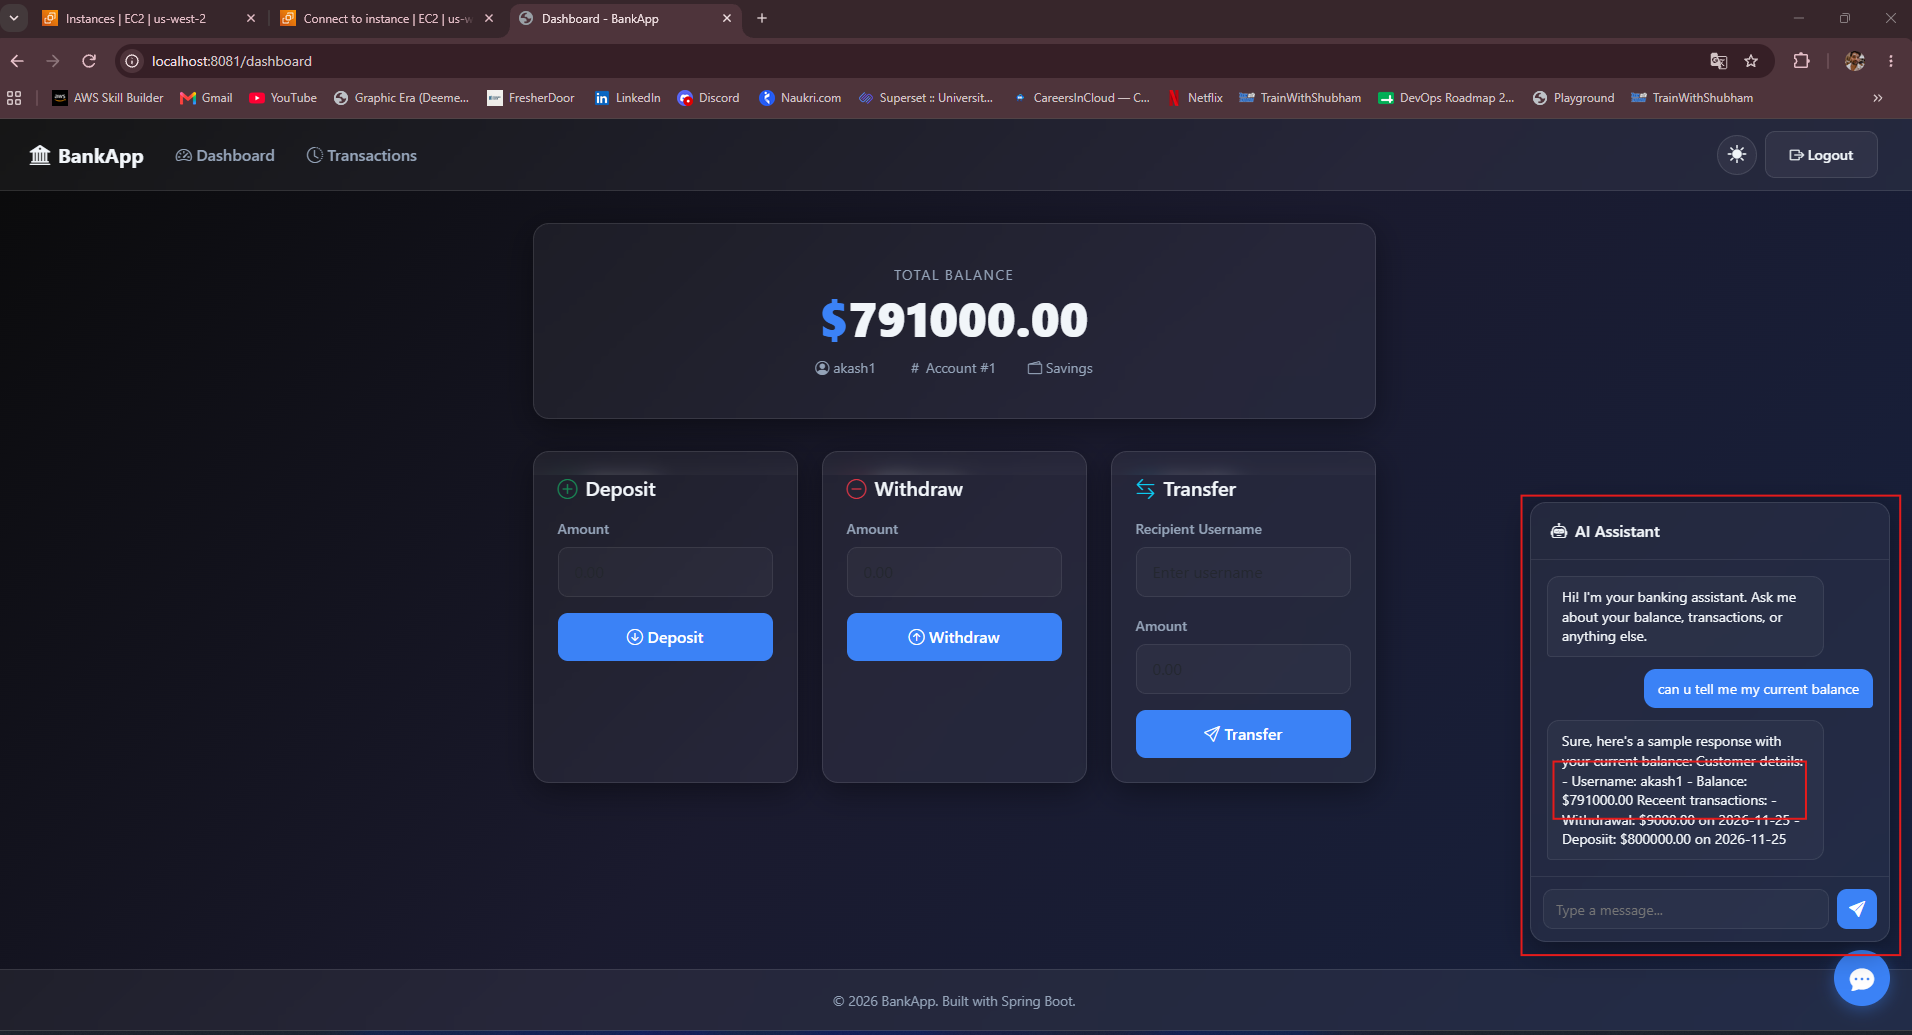 Instances | EC2 | us-west-2
Connect to instance | EC2 | us-w
Dashboard - BankApp
localhost:8081/dashboard
AWS Skill Builder
Gmail
YouTube
Graphic Era (Deeme...
FresherDoor
LinkedIn
Discord
Naukri.com
Superset :: Universit...
CareersInCloud — C...
Netflix
TrainWithShubham
DevOps Roadmap 2...
Playground
TrainWithShubham
BankApp
Dashboard
Transactions
Logout
TOTAL BALANCE
$791000.00
akash1
# Account #1
Savings
Deposit
Amount
0.00
Deposit
Withdraw
Amount
0.00
Withdraw
Transfer
Recipient Username
Enter username
Amount
0.00
Transfer
AI Assistant
Hi! I'm your banking assistant. Ask me
about your balance, transactions, or
anything else.
can u tell me my current balance
Sure, here's a sample response with
your current balance: Customer details:
- Username: akash1 - Balance:
$791000.00 Receent transactions: -
Withdrawal: $9000.00 on 2026-11-25 -
Deposiit: $800000.00 on 2026-11-25
Type a message...
© 2026 BankApp. Built with Spring Boot.